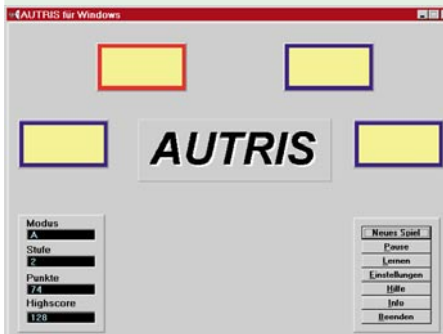 AUTRIS für Windows
AUTRIS
Modus
A
Stufe
2
Punkte
74
Highscore
128
Neues Spiel
Pause
Lernen
Einstellungen
Hilfe
Info
Beenden